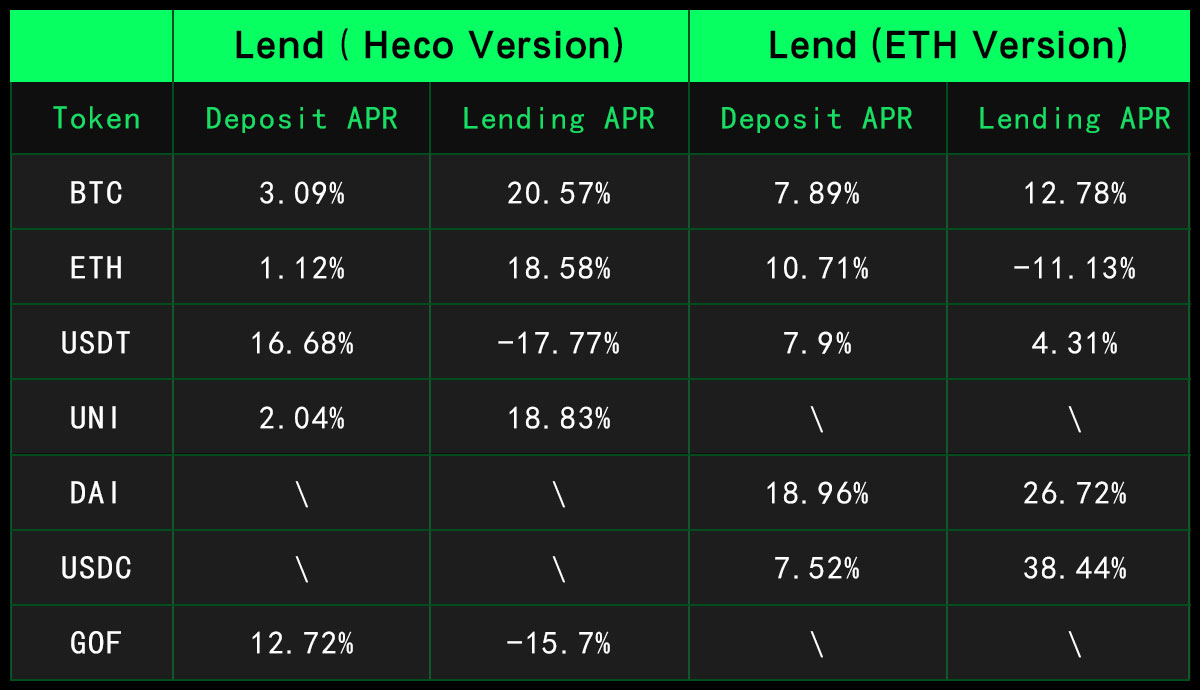 Lend ( Heco Version) Lend (ETH Version)
Token Deposit APR Lending APR Deposit APR Lending APR
BTC 3.09% 20.57% 7.89% 12.78%
ETH 1.12% 18.58% 10.71% -11.13%
USDT 16.68% -17.77% 7.9% 4.31%
UNI 2.04% 18.83% \ \
DAI \ \ 18.96% 26.72%
USDC \ \ 7.52% 38.44%
GOF 12.72% -15.7% \ \